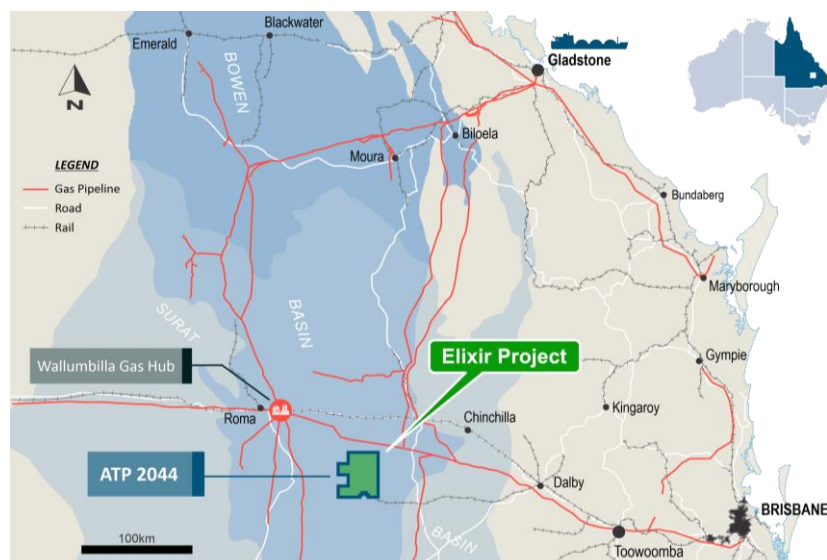 Blackwater
Emerald
BOWEN
Gladstone
N
LEGEND
Gas Pipeline
Road
Rail
Moura
Biloela
Bundaberg
Maryborough
SURAT
BASIN
Wallumbilla Gas Hub
Elixir Project
Gympie
Roma
Chinchilla
Kingaroy
ATP 2044
Dalby
BASIN
BRISBANE
100km
Toowoomba